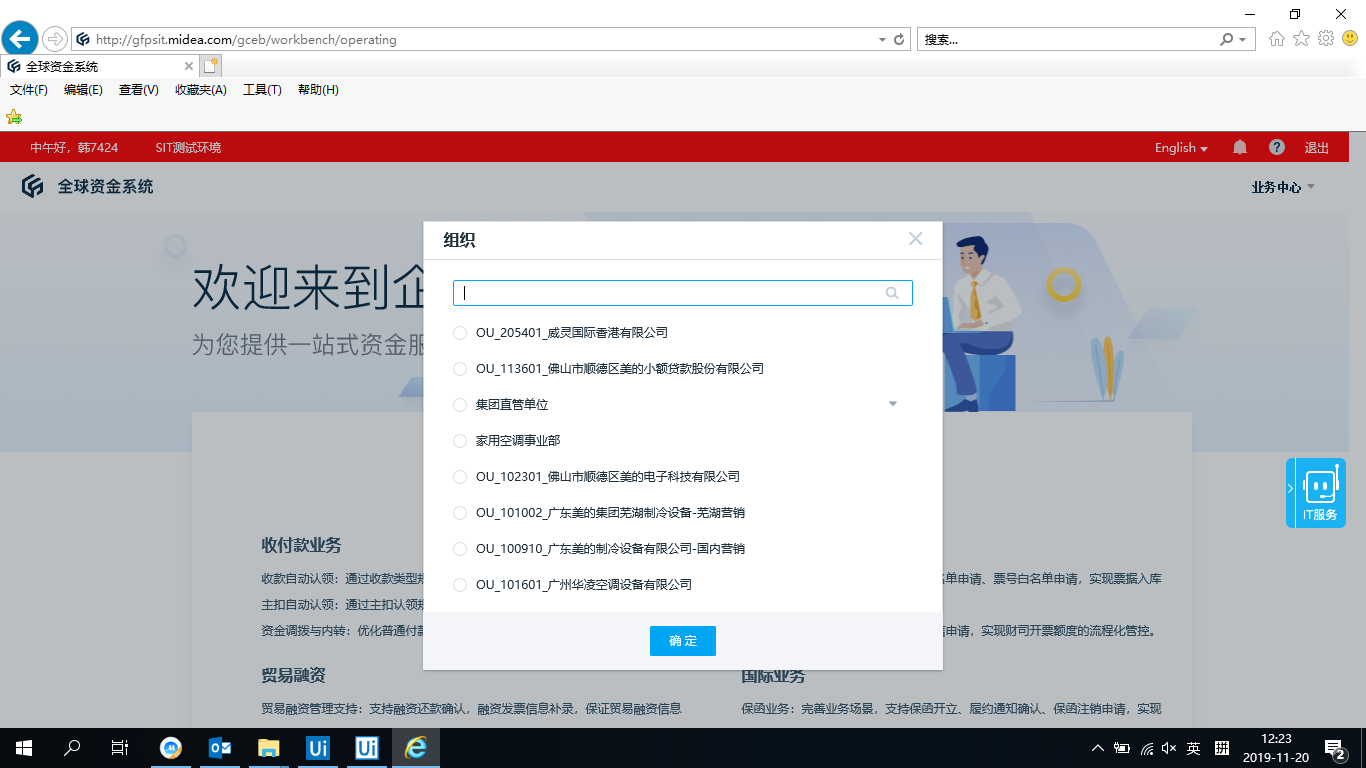 http://gfpsit.midea.com/gceb/workbench/operating
搜索...
全球资金系统
文件(F) 编辑(E) 查看(V) 收藏夹(A) 工具(T) 帮助(H)
中午好，韩7424 SIT测试环境 English 退出
全球资金系统 业务中心
欢迎来到企
为您提供一站式资金服
组织
OU_205401_威灵国际香港有限公司
OU_113601_佛山市顺德区美的小额贷款股份有限公司
集团直管单位
家用空调事业部
OU_102301_佛山市顺德区美的电子科技有限公司
OU_101002_广东美的集团芜湖制冷设备-芜湖营销
OU_100910_广东美的制冷设备有限公司-国内营销
OU_101601_广州华凌空调设备有限公司
确 定
IT服务
收付款业务
收款自动认领：通过收款类型规 名单申请、票号白名单申请，实现票据入库
主扣自动认领：通过主扣认领规
资金调拨与内转：优化普通付款 申请，实现财司开票额度的流程化管控。
贸易融资 国际业务
贸易融资管理支持：支持融资还款确认，融资发票信息补录，保证贸易融资信息 保函业务：完善业务场景，支持保函开立、履约通知确认、保函注销申请，实现
Ui Ui 英 拼 12:23
2019-11-20 2